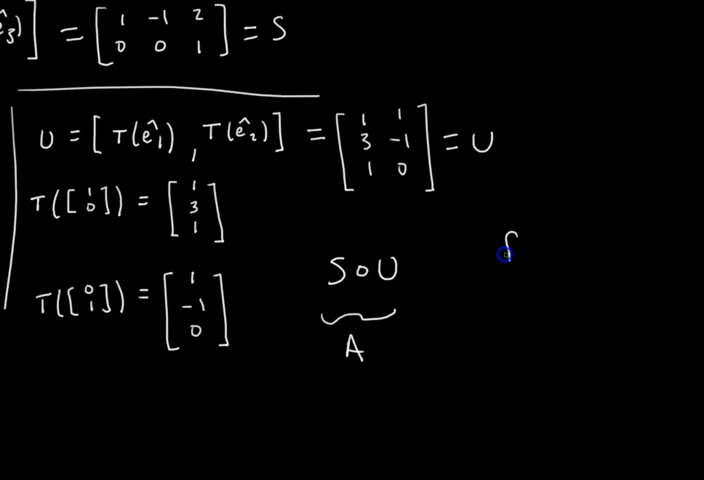 ê₃)] = [1 -1 2; 0 0 1] = S
U = [T(ê₁), T(ê₂)] = [1 1; 3 -1; 1 0] = U
T([1; 0]) = [1; 3; 1]
S∘U
T([0; 1]) = [1; -1; 0]
A